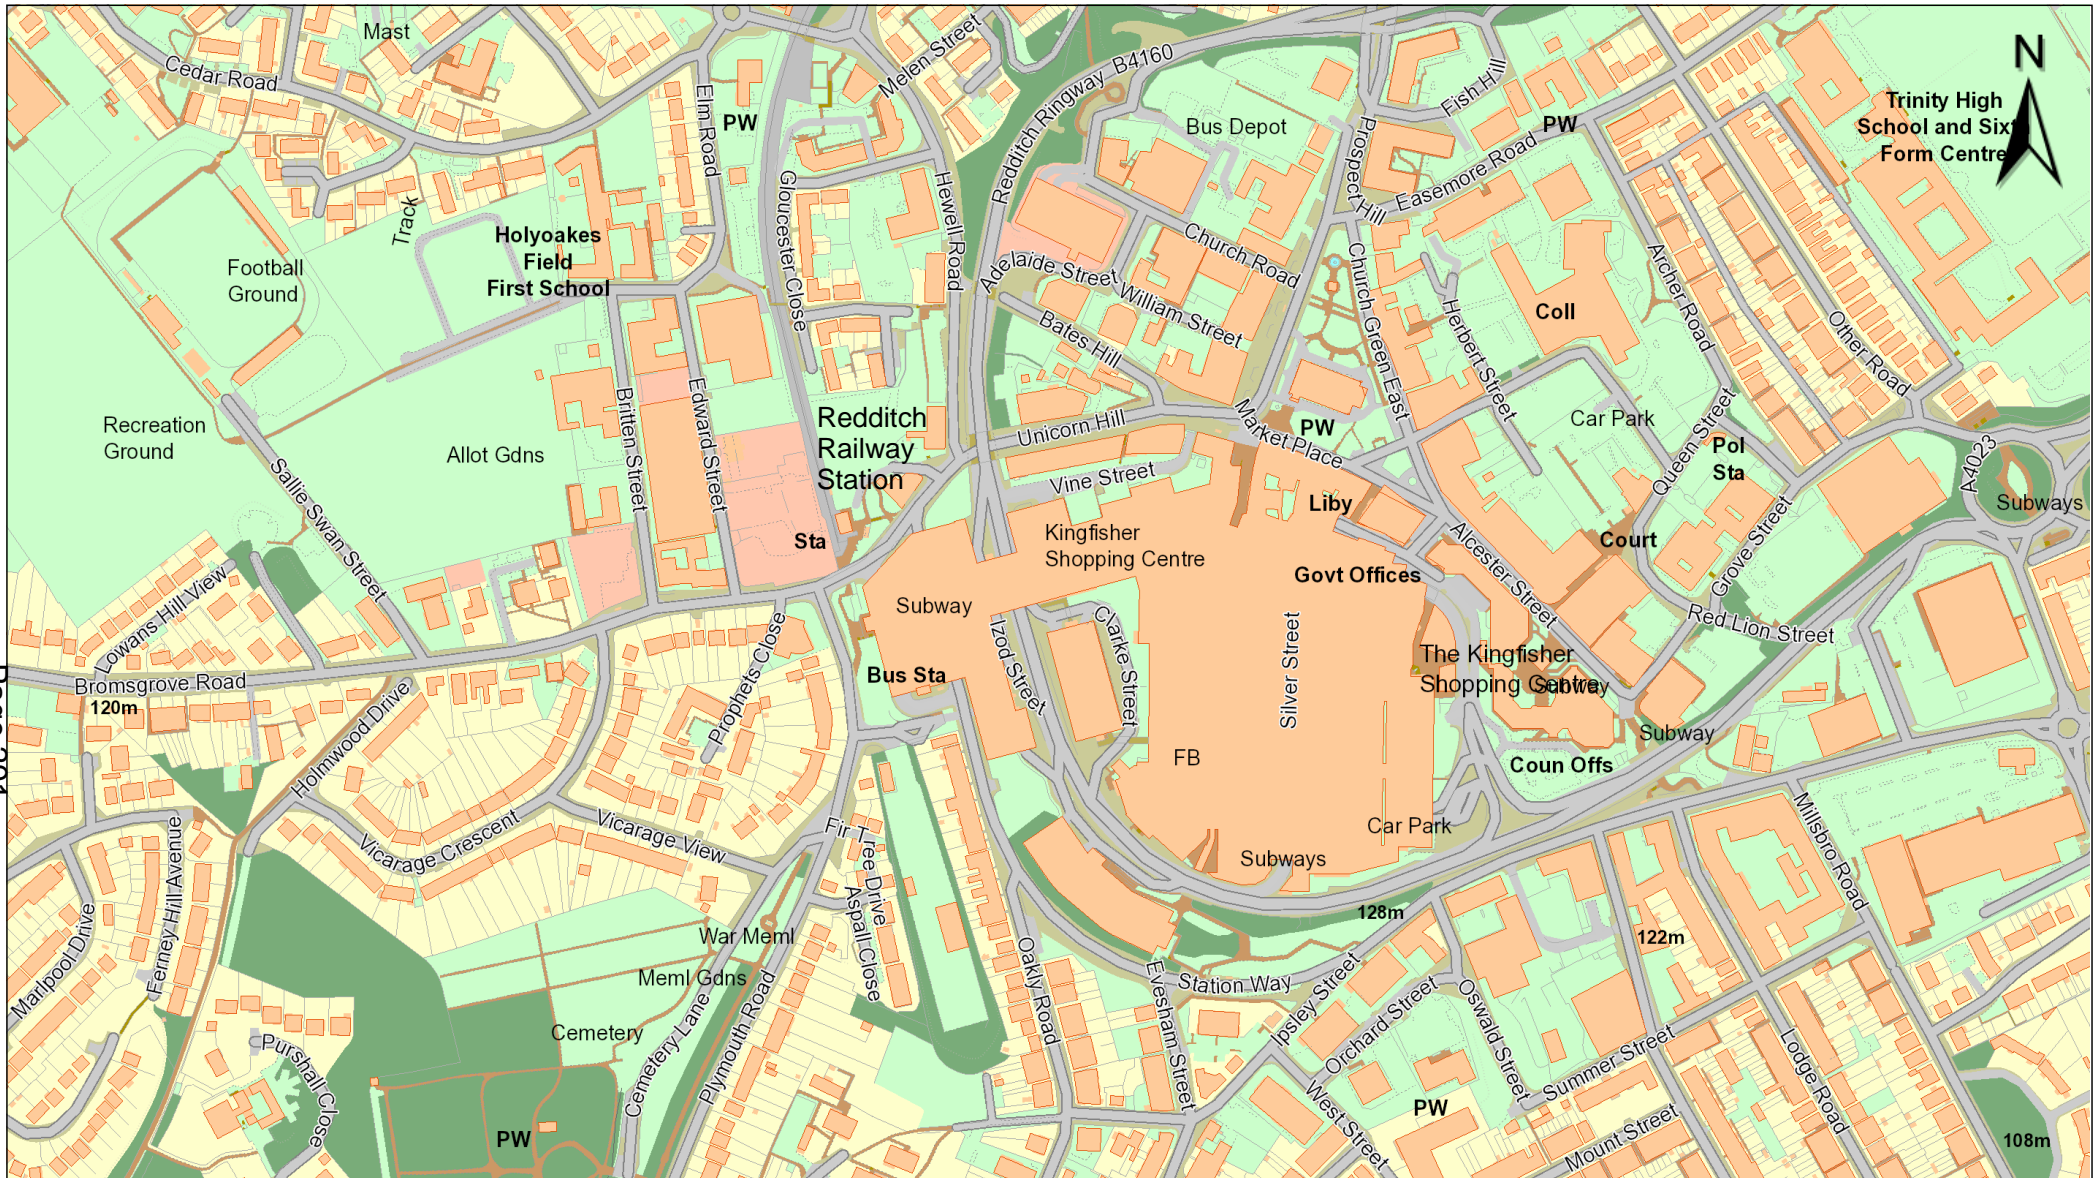 Mast
Cedar Road
Elm Road
PW
Melen Street
Redditch Ringway B4160
Bus Depot
Fish Hill
PW
N
Trinity High
School and Sixt
Form Centre
Prospect Hill
Easemore Road
Track
Holyoakes
Field
First School
Football
Ground
Gloucester Close
Hewell Road
Adelaide Street
Church Road
William Street
Bates Hill
Church Green East
Herbert Street
Coll
Archer Road
Other Road
Recreation
Ground
Allot Gdns
Britten Street
Edward Street
Redditch
Railway
Station
Unicorn Hill
Market Place
PW
Car Park
Queen Street
Pol
Sta
A4023
Subways
Sallie Swan Street
Sta
Vine Street
Kingfisher
Shopping Centre
Liby
Govt Offices
Alcester Street
Court
Grove Street
Red Lion Street
Lowans Hill View
Bromsgrove Road
120m
Holmwood Drive
Prophets Close
Subway
Bus Sta
Izod Street
Clarke Street
Silver Street
The Kingfisher
Shopping Centre
Subway
Subway
Coun Offs
FB
Car Park
Subways
Millsbro Road
Vicarage Crescent
Vicarage View
Fir Tree Drive
Aspall Close
Ferney Hill Avenue
Marlpool Drive
War Meml
Meml Gdns
Cemetery
Cemetery Lane
Plymouth Road
Oakly Road
Evesham Street
Station Way
128m
122m
Ipsley Street
Orchard Street
Oswald Street
Summer Street
West Street
PW
Mount Street
Lodge Road
108m
Purshall Close
PW